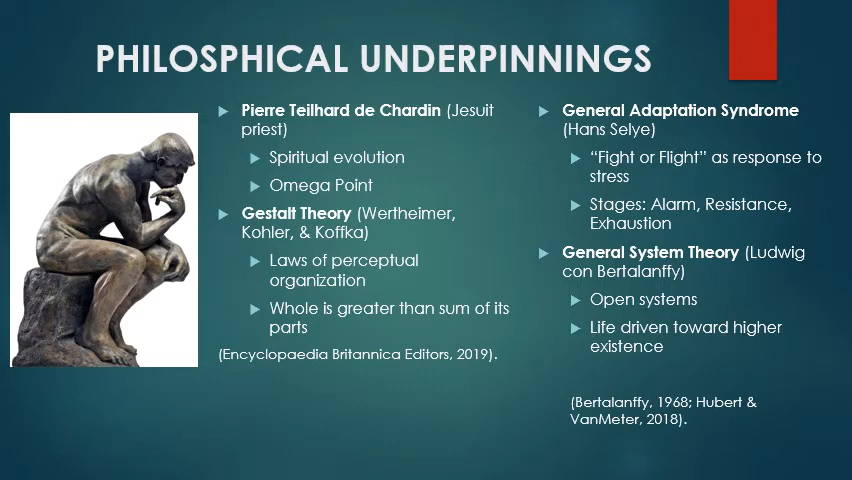 PHILOSPHICAL UNDERPINNINGS
Pierre Teilhard de Chardin (Jesuit
priest)
Spiritual evolution
Omega Point
Gestalt Theory (Wertheimer,
Kohler, & Koffka)
Laws of perceptual
organization
Whole is greater than sum of its
parts
(Encyclopaedia Britannica Editors, 2019).
General Adaptation Syndrome
(Hans Selye)
“Fight or Flight” as response to
stress
Stages: Alarm, Resistance,
Exhaustion
General System Theory (Ludwig
con Bertalanffy)
Open systems
Life driven toward higher
existence
(Bertalanffy, 1968; Hubert &
VanMeter, 2018).